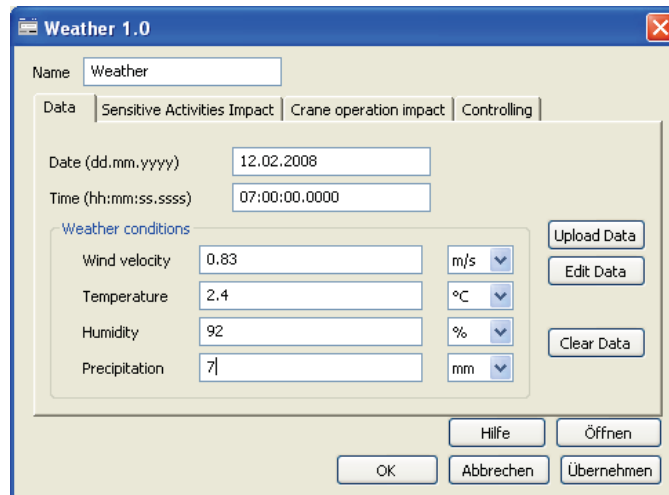 Weather 1.0
Name Weather
Data Sensitive Activities Impact Crane operation impact Controlling
Date (dd.mm.yyyy) 12.02.2008
Time (hh:mm:ss.ssss) 07:00:00.0000
Weather conditions
Upload Data
Wind velocity 0.83 m/s
Edit Data
Temperature 2.4 °C
Humidity 92 %
Clear Data
Precipitation 7 mm
Hilfe Öffnen
OK Abbrechen Übernehmen